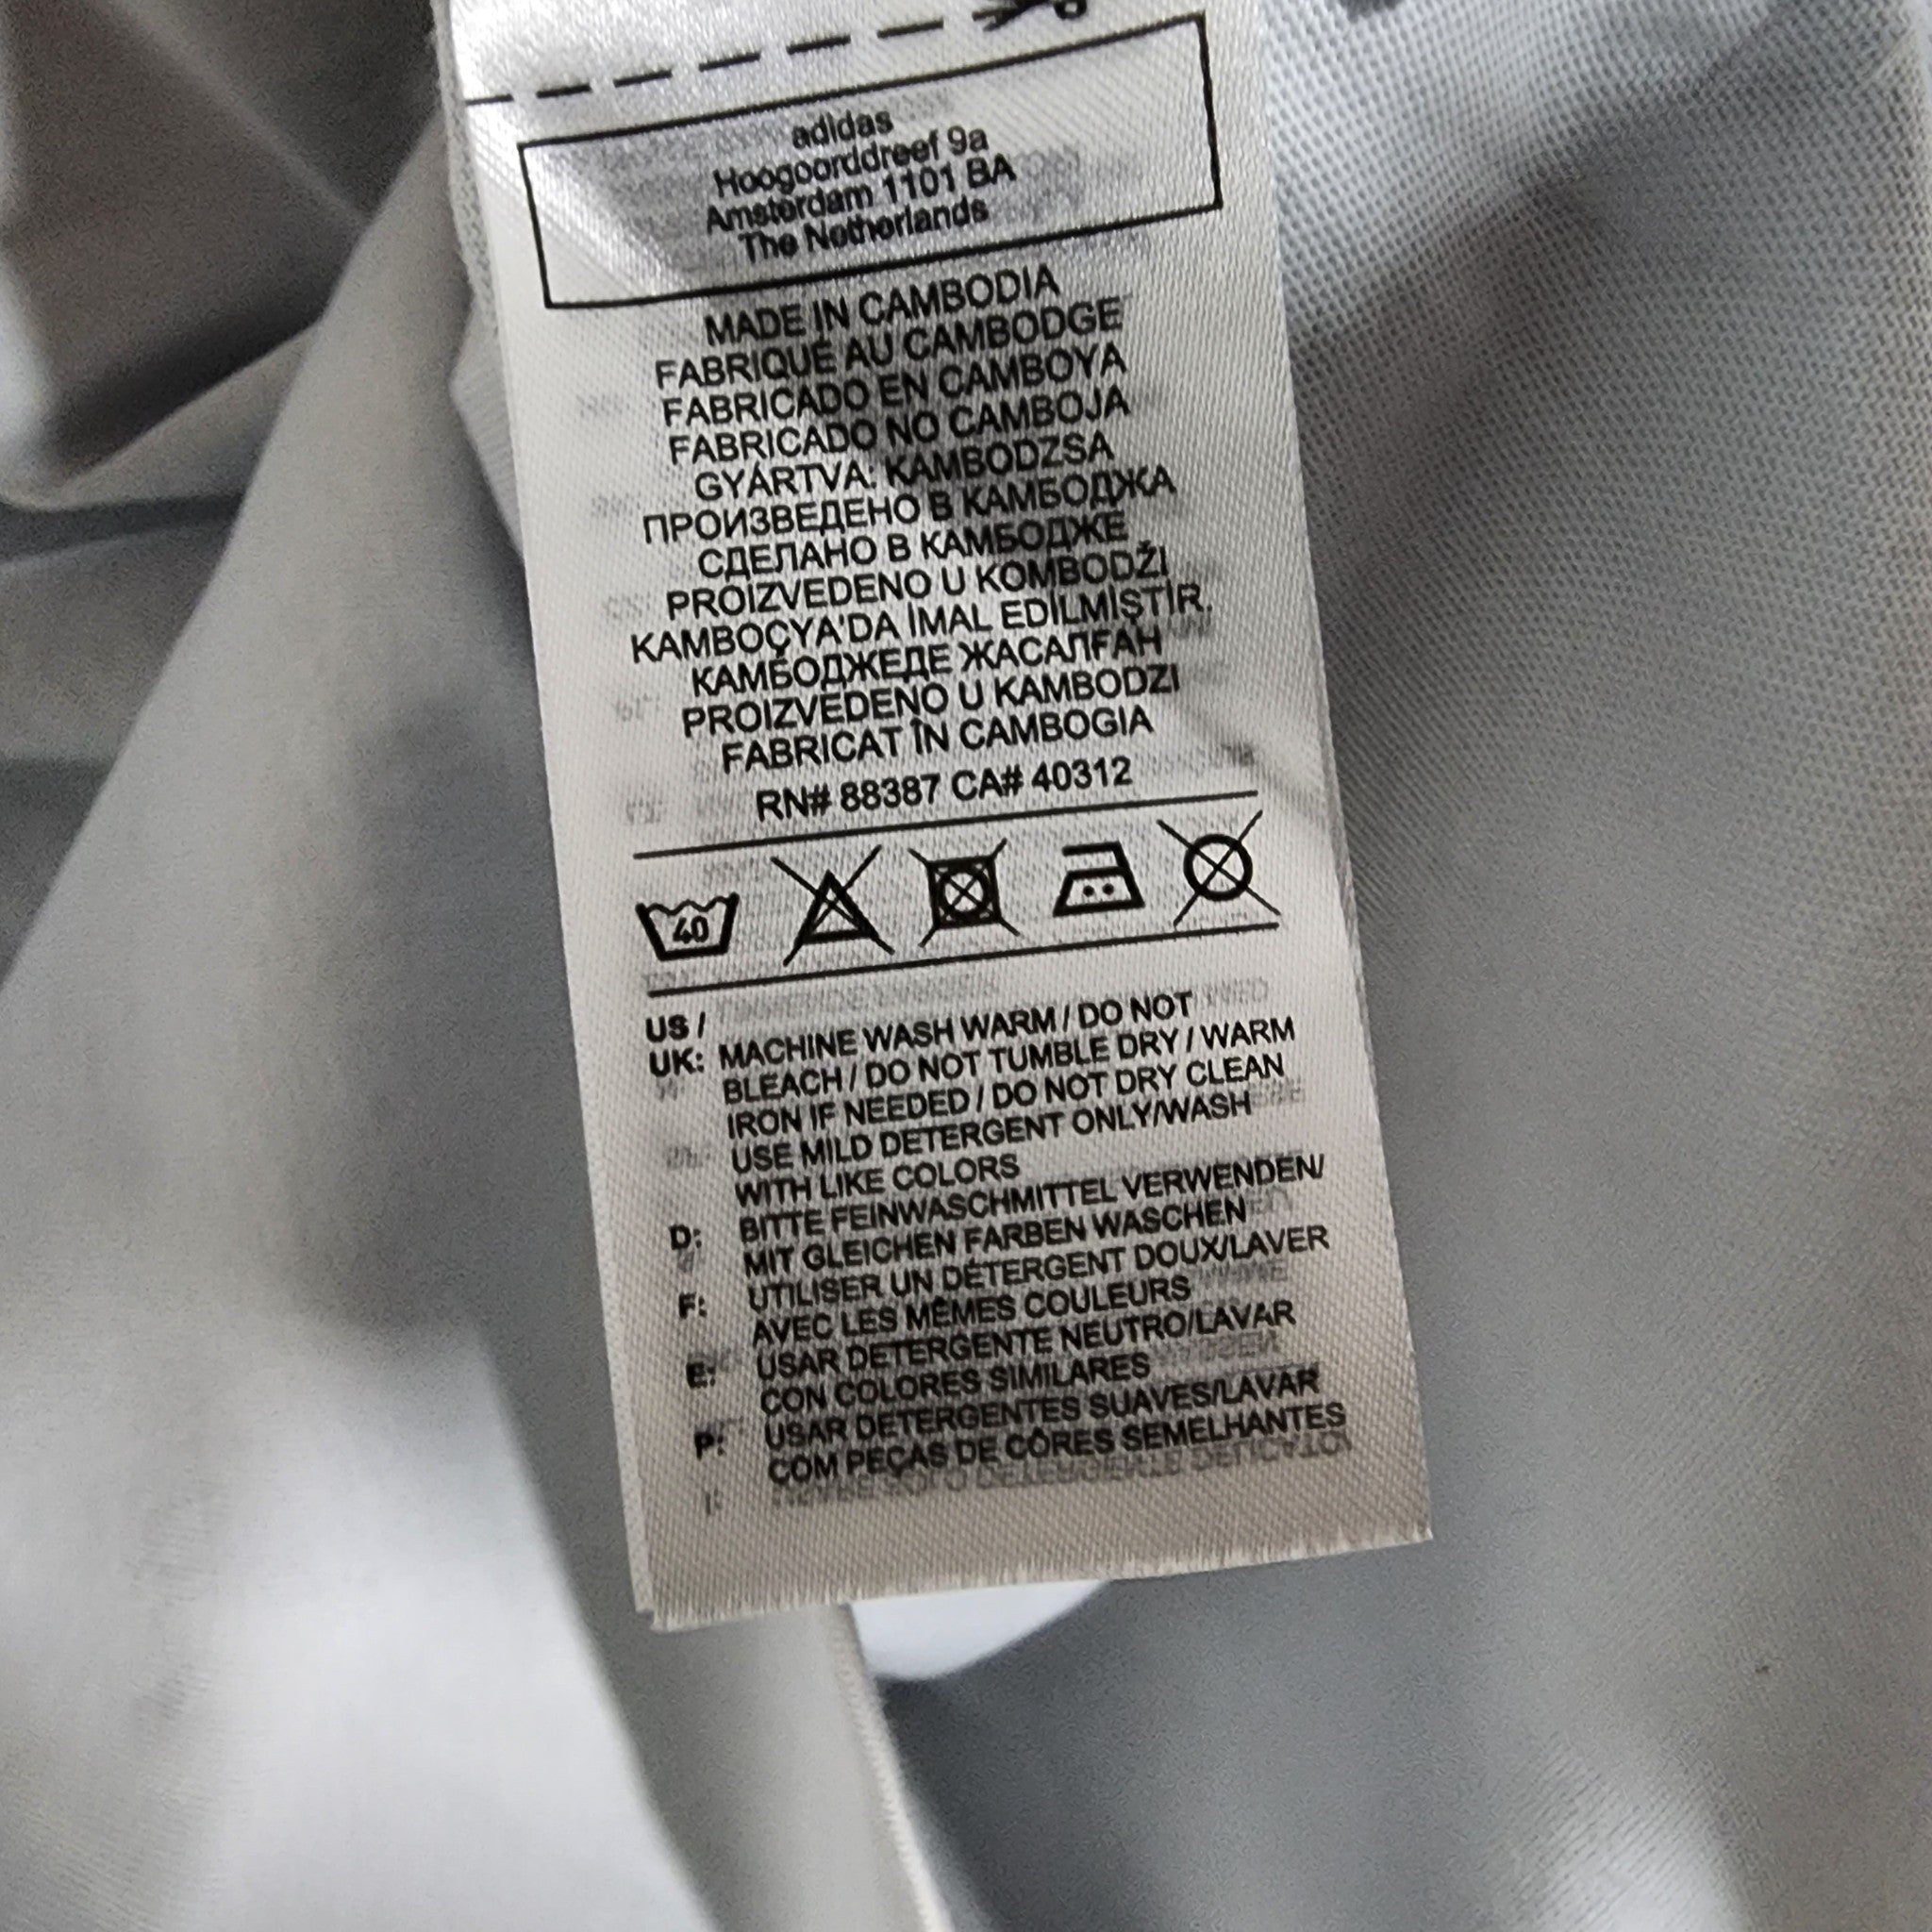 adidas
Hoogoorddreef 9a
Amsterdam 1101 BA
The Netherlands
MADE IN CAMBODIA
FABRIQUÉ AU CAMBODGE
FABRICADO EN CAMBOYA
FABRICADO NO CAMBOJA
GYÁRTVA: KAMBODZSA
ПРОИЗВЕДЕНО В КАМБОДЖА
СДЕЛАНО В КАМБОДЖЕ
PROIZVEDENO U KOMBODŽI
KAMBOÇYA'DA İMAL EDİLMİŞTİR.
КАМБОДЖЕДЕ ЖАСАЛҒАН
PROIZVEDENO U KAMBODZI
FABRICAT ÎN CAMBOGIA
RN# 88387 CA# 40312
40
US /
UK: MACHINE WASH WARM / DO NOT
BLEACH / DO NOT TUMBLE DRY / WARM
IRON IF NEEDED / DO NOT DRY CLEAN
USE MILD DETERGENT ONLY/WASH
WITH LIKE COLORS
D: BITTE FEINWASCHMITTEL VERWENDEN/
MIT GLEICHEN FARBEN WASCHEN
F: UTILISER UN DÉTERGENT DOUX/LAVER
AVEC LES MÊMES COULEURS
E: USAR DETERGENTE NEUTRO/LAVAR
CON COLORES SIMILARES
P: USAR DETERGENTES SUAVES/LAVAR
COM PEÇAS DE CÔRES SEMELHANTES